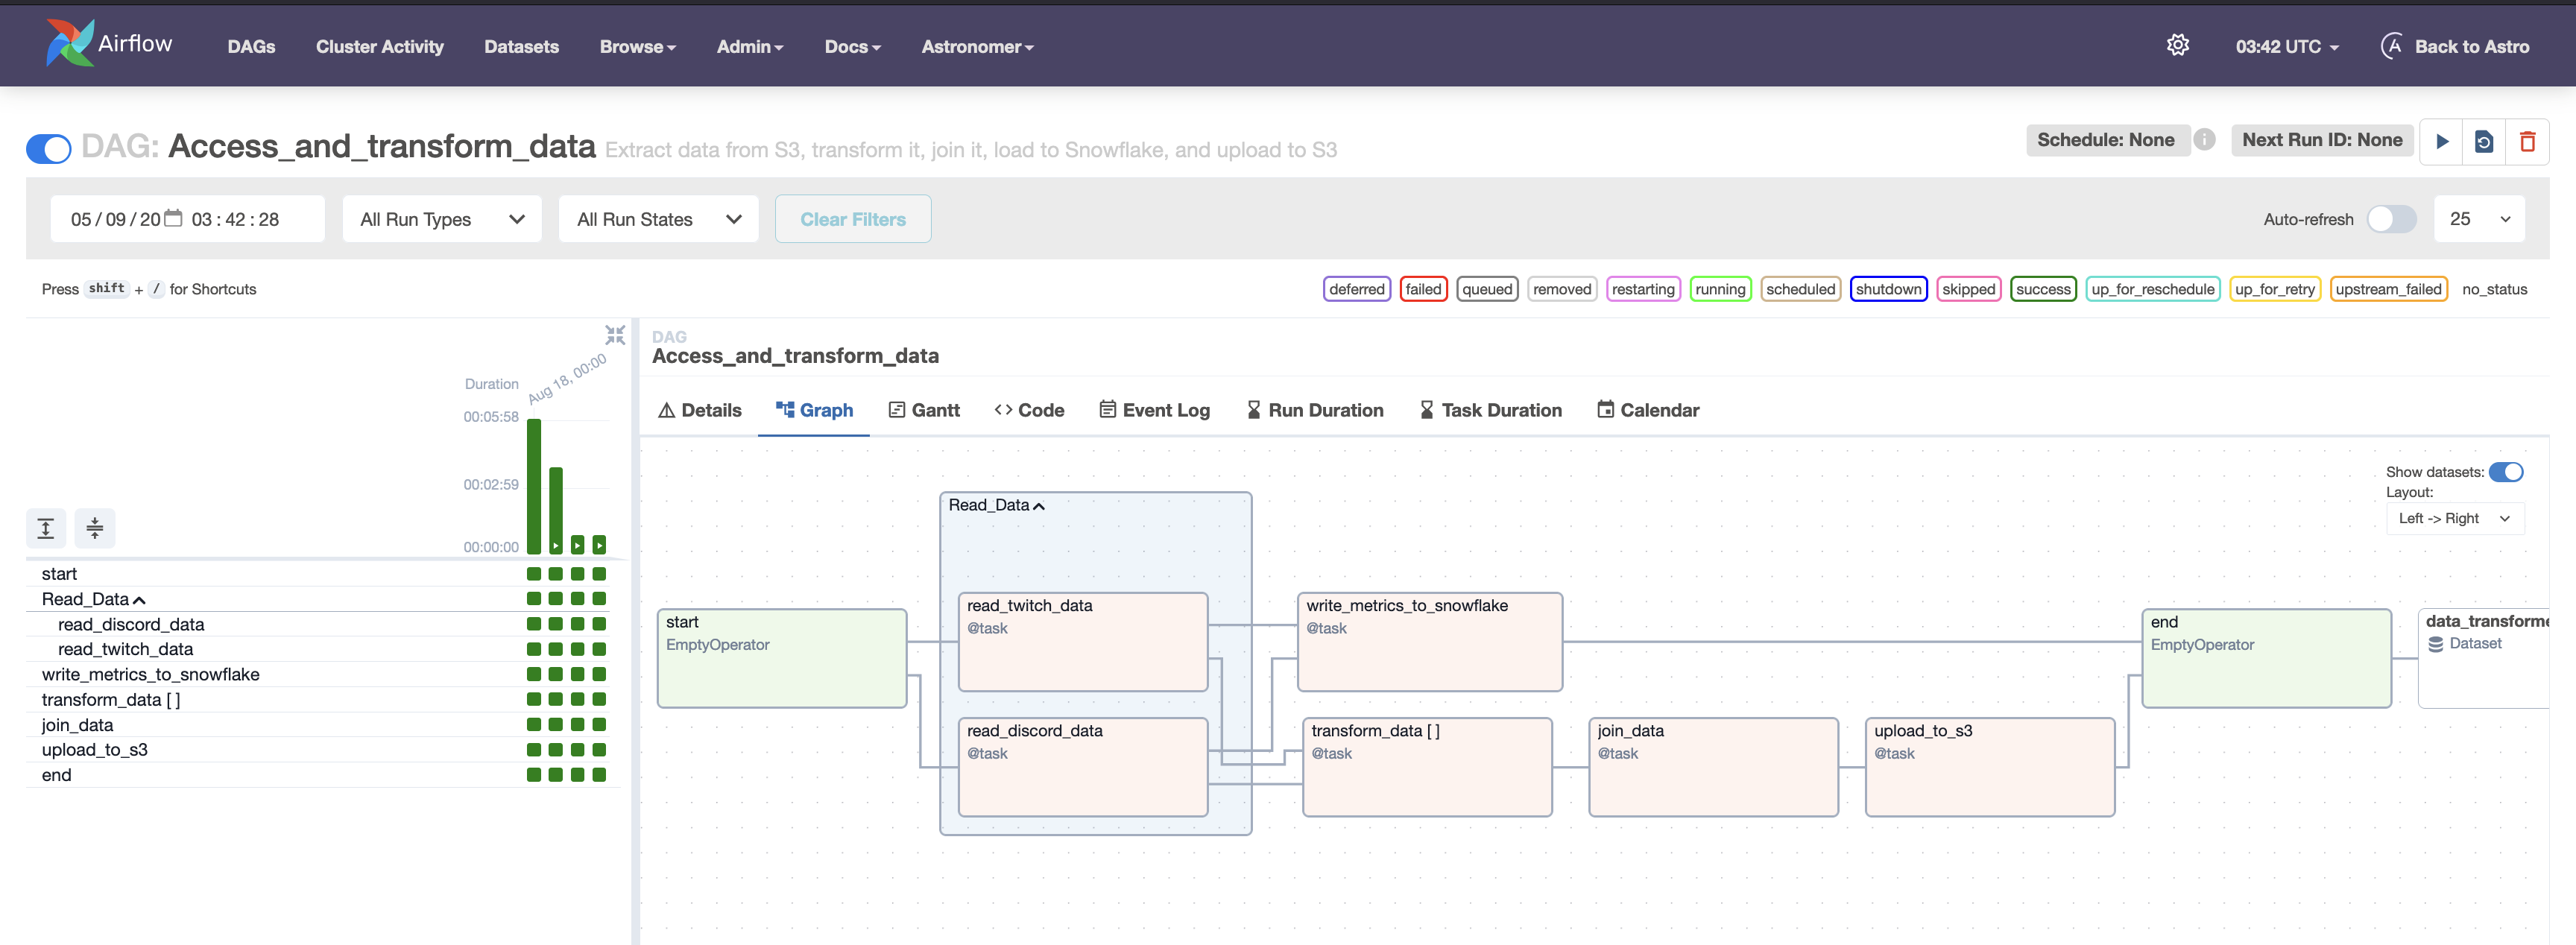 Airflow DAGs Cluster Activity Datasets Browse Admin Docs Astronomer 03:42 UTC Back to Astro
DAG: Access_and_transform_data Extract data from S3, transform it, join it, load to Snowflake, and upload to S3 Schedule: None i Next Run ID: None
05/09/20 03:42:28 All Run Types All Run States Clear Filters Auto-refresh 25
Press shift + / for Shortcuts deferred failed queued removed restarting running scheduled shutdown skipped success up_for_reschedule up_for_retry upstream_failed no_status
Duration
Aug 18, 00:00
00:05:58
00:02:59
00:00:00
start
Read_Data
read_discord_data
read_twitch_data
write_metrics_to_snowflake
transform_data [ ]
join_data
upload_to_s3
end
DAG
Access_and_transform_data
Details Graph Gantt Code Event Log Run Duration Task Duration Calendar
Show datasets:
Layout:
Left -> Right
Read_Data
start
EmptyOperator
read_twitch_data
@task
write_metrics_to_snowflake
@task
read_discord_data
@task
transform_data [ ]
@task
join_data
@task
upload_to_s3
@task
end
EmptyOperator
data_transforme
Dataset